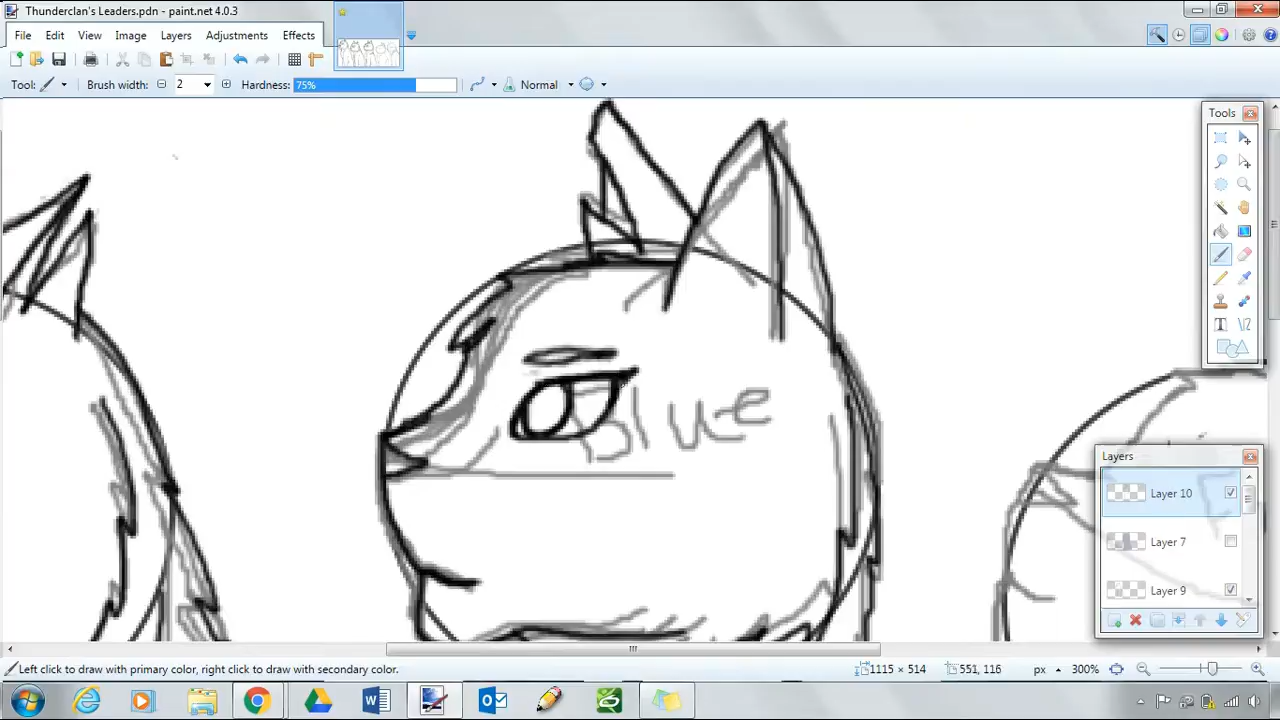 Thunderclan's Leaders.pdn - paint.net 4.0.3
File Edit View Image Layers Adjustments Effects
Tool: Brush width: 2 Hardness: 75% Normal
Tools
Blue
Layers
Layer 10
Layer 7
Layer 9
Left click to draw with primary color, right click to draw with secondary color. 1115 × 514 551, 116 px 300%